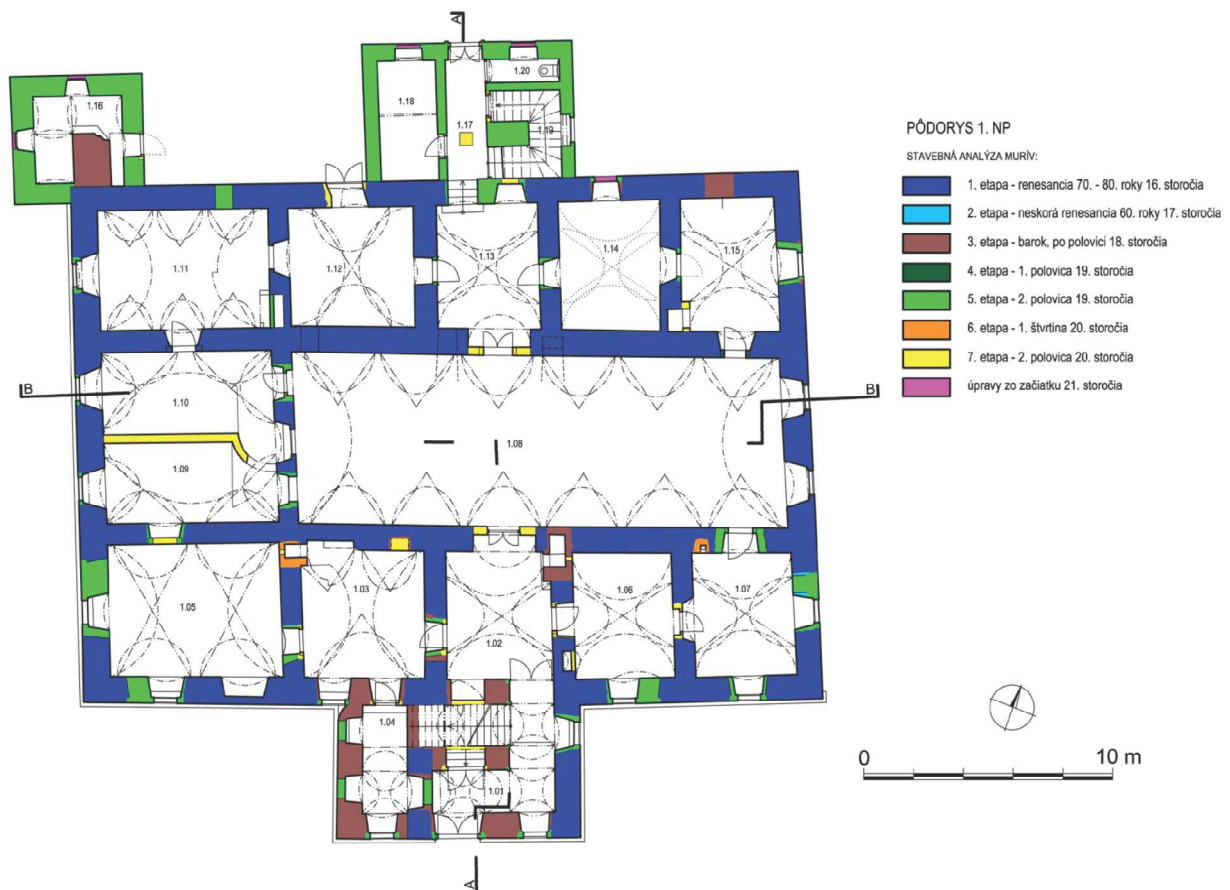 A
1.20
1.16
1.18
1.17
1.19
PÔDORYS 1. NP
STAVEBNÁ ANALÝZA MURÍV:
1. etapa - renesancia 70. - 80. roky 16. storočia
2. etapa - neskorá renesancia 60. roky 17. storočia
3. etapa - barok, po polovici 18. storočia
4. etapa - 1. polovica 19. storočia
5. etapa - 2. polovica 19. storočia
6. etapa - 1. štvrtina 20. storočia
7. etapa - 2. polovica 20. storočia
úpravy zo začiatku 21. storočia
1.11
1.12
1.13
1.14
1.15
B
B
1.10
1.08
1.09
1.05
1.03
1.02
1.06
1.07
1.04
1.01
0 10 m
A